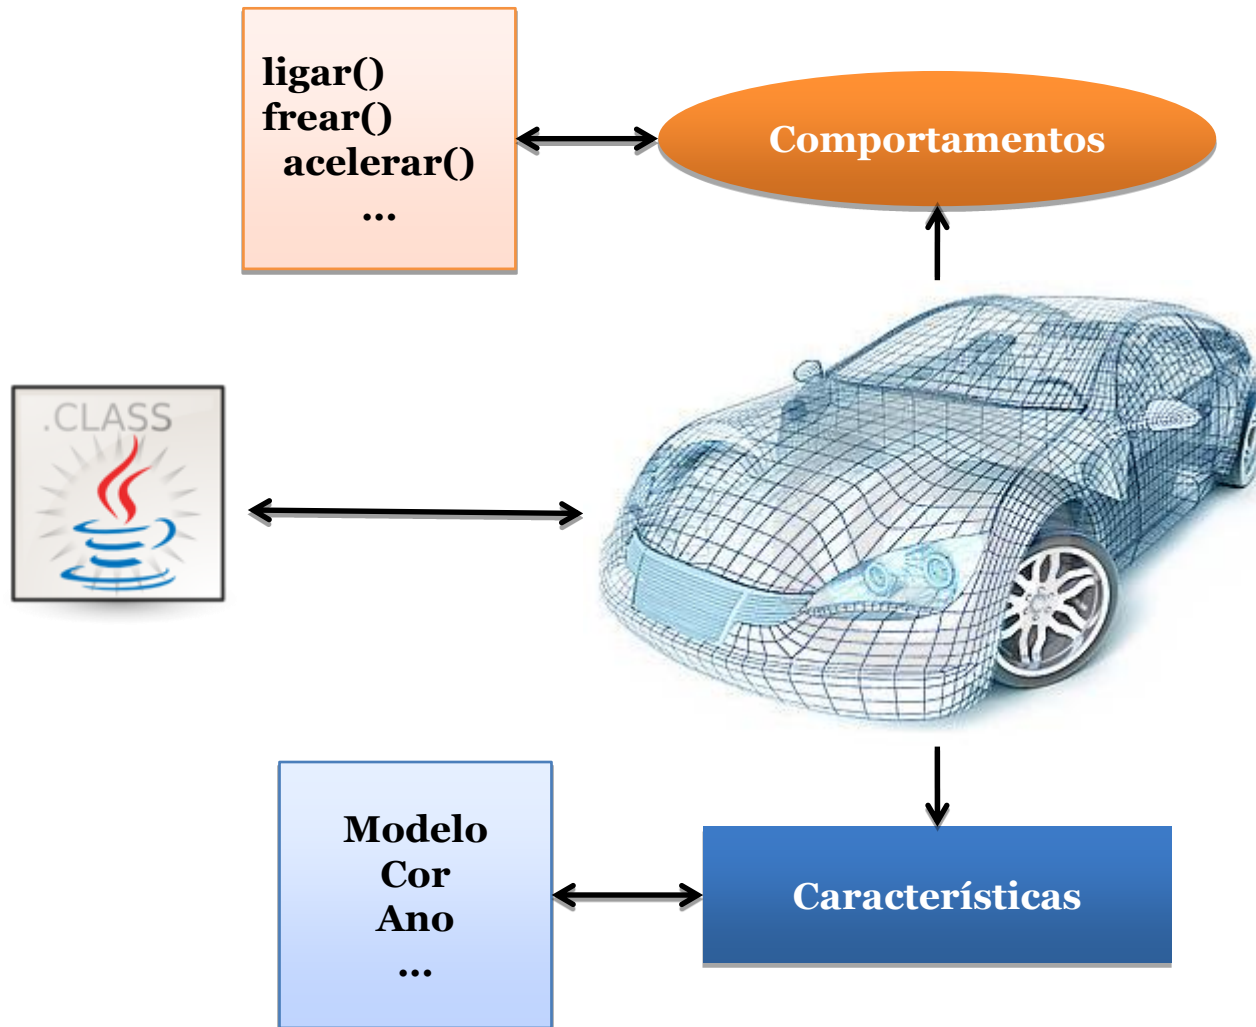 ligar()
frear()
acelerar()
...
Comportamentos
.CLASS
Modelo
Cor
Ano
...
Características